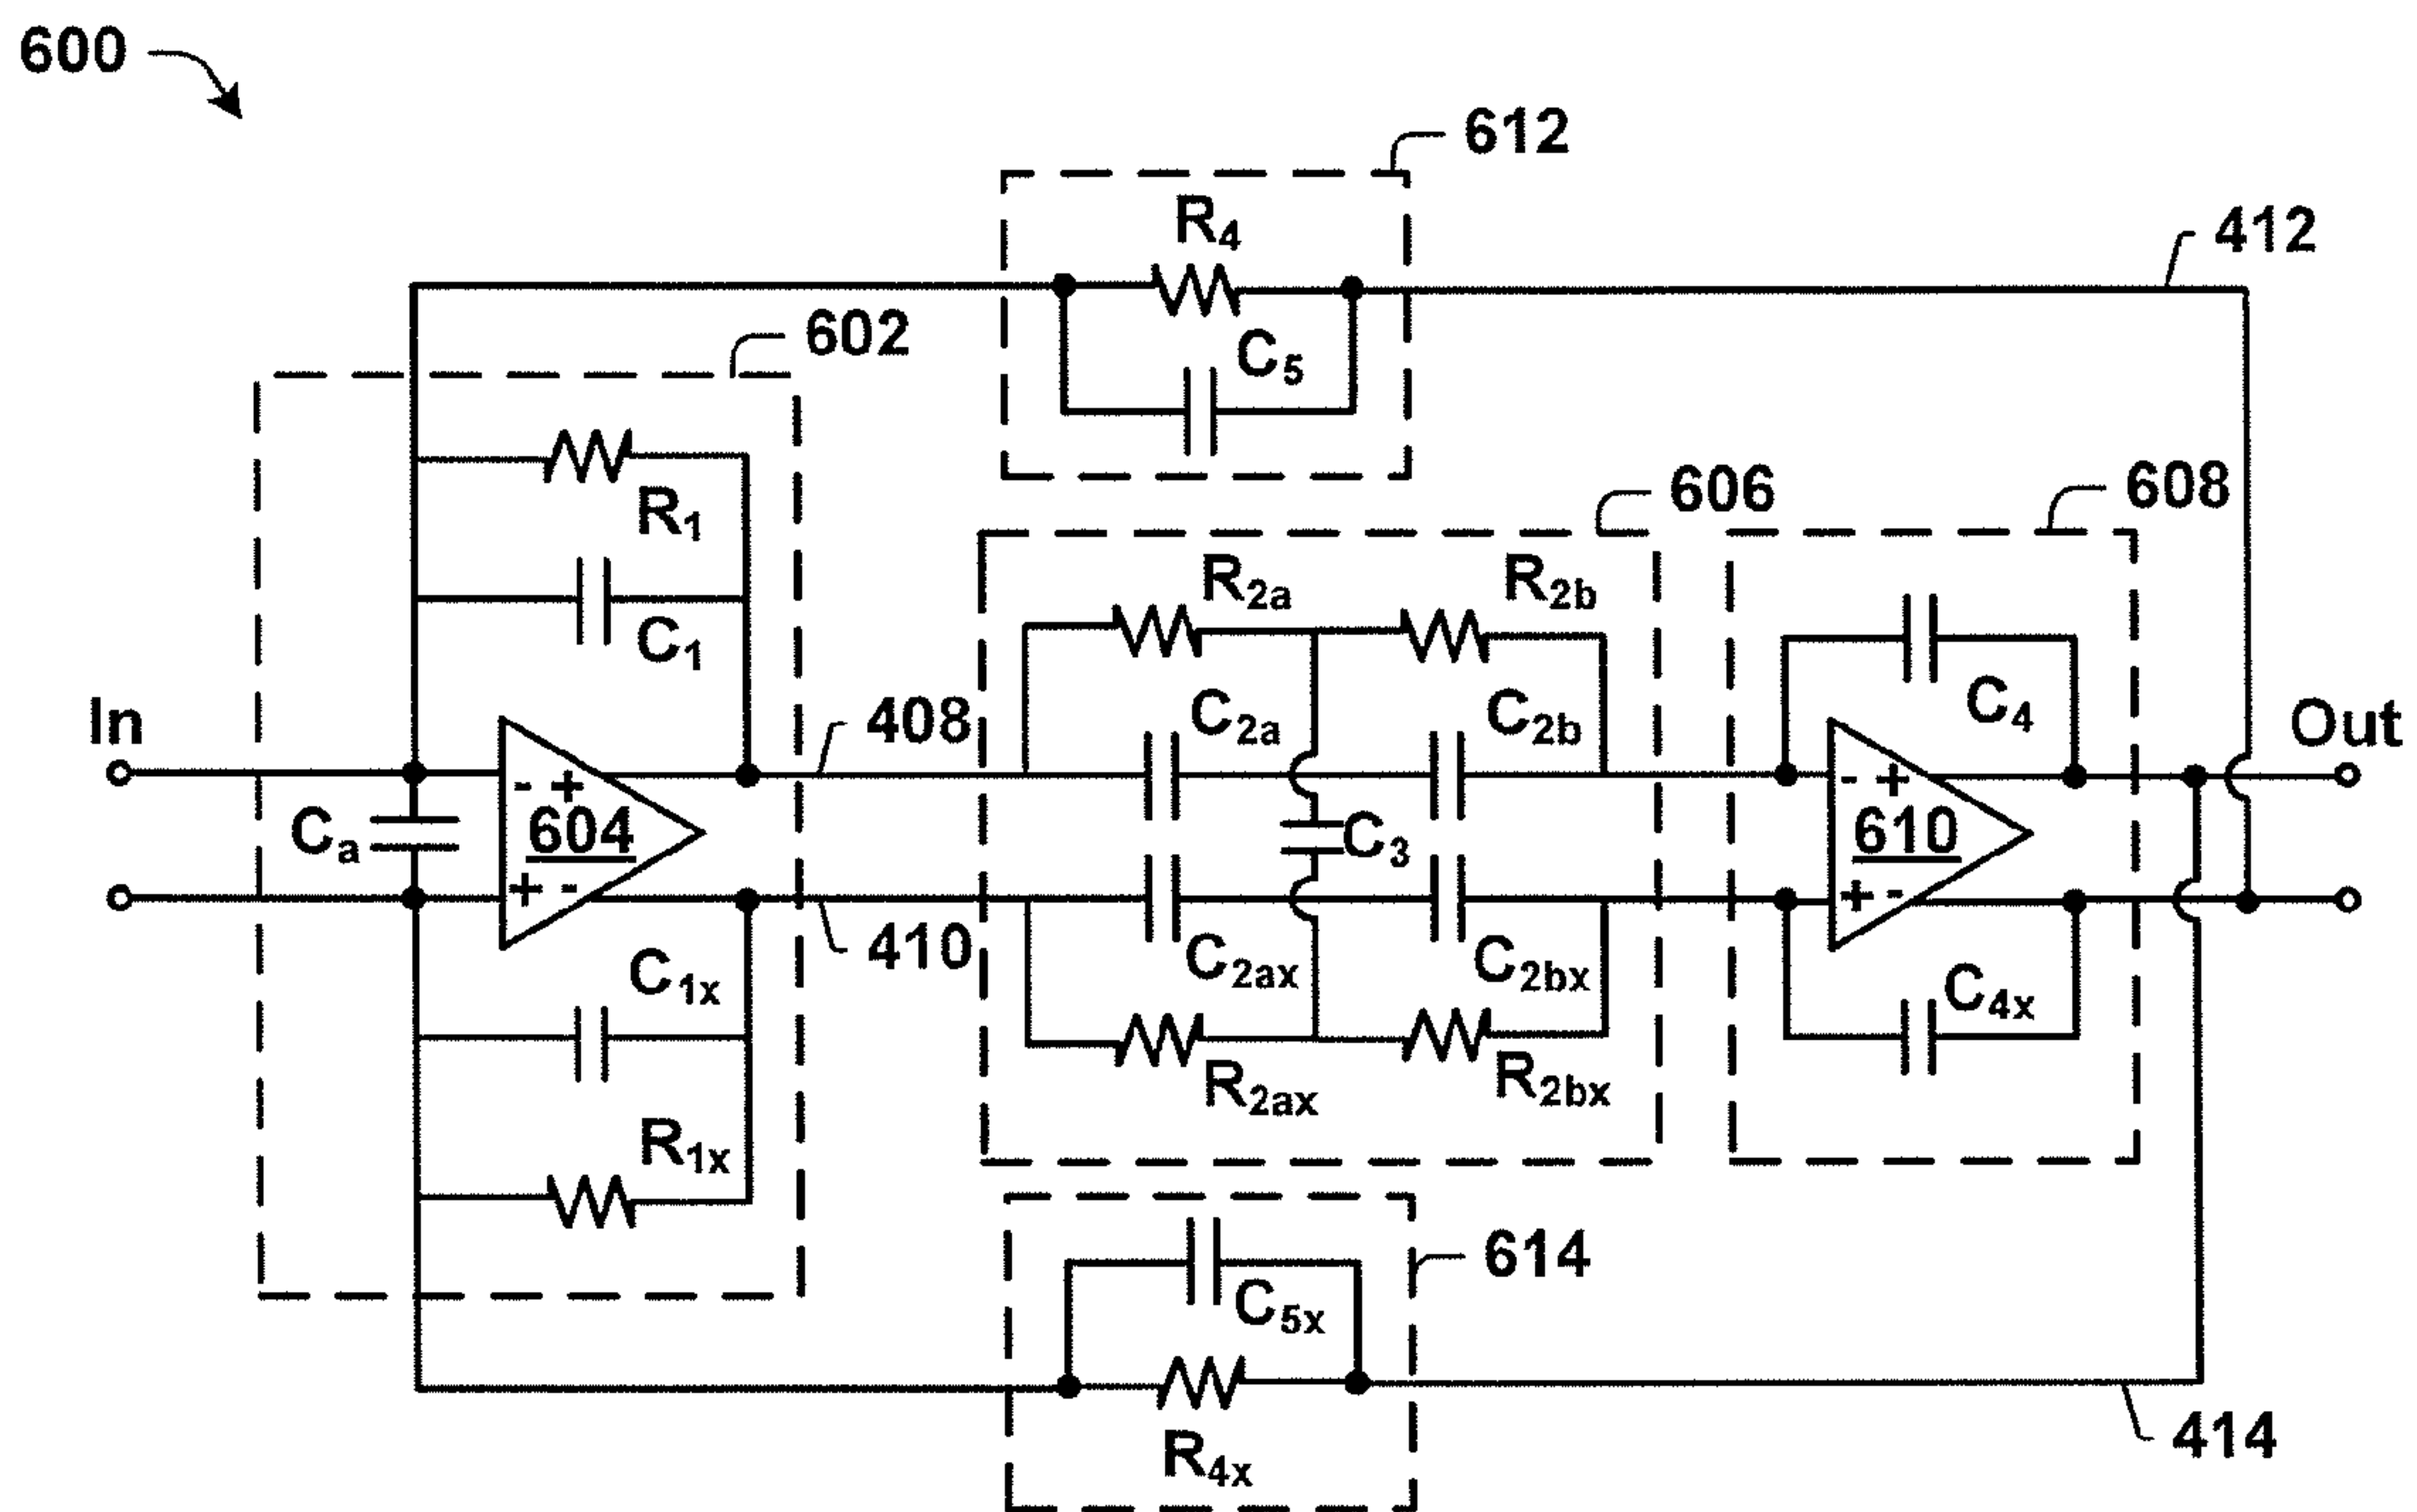 600
612
R4
412
602
C5
606
608
R1
R2a
R2b
C1
C2a
C2b
C4
In
408
Out
- +
- +
Ca
604
C3
610
+ -
+ -
410
C1x
C2ax
C2bx
C4x
R1x
R2ax
R2bx
614
C5x
R4x
414